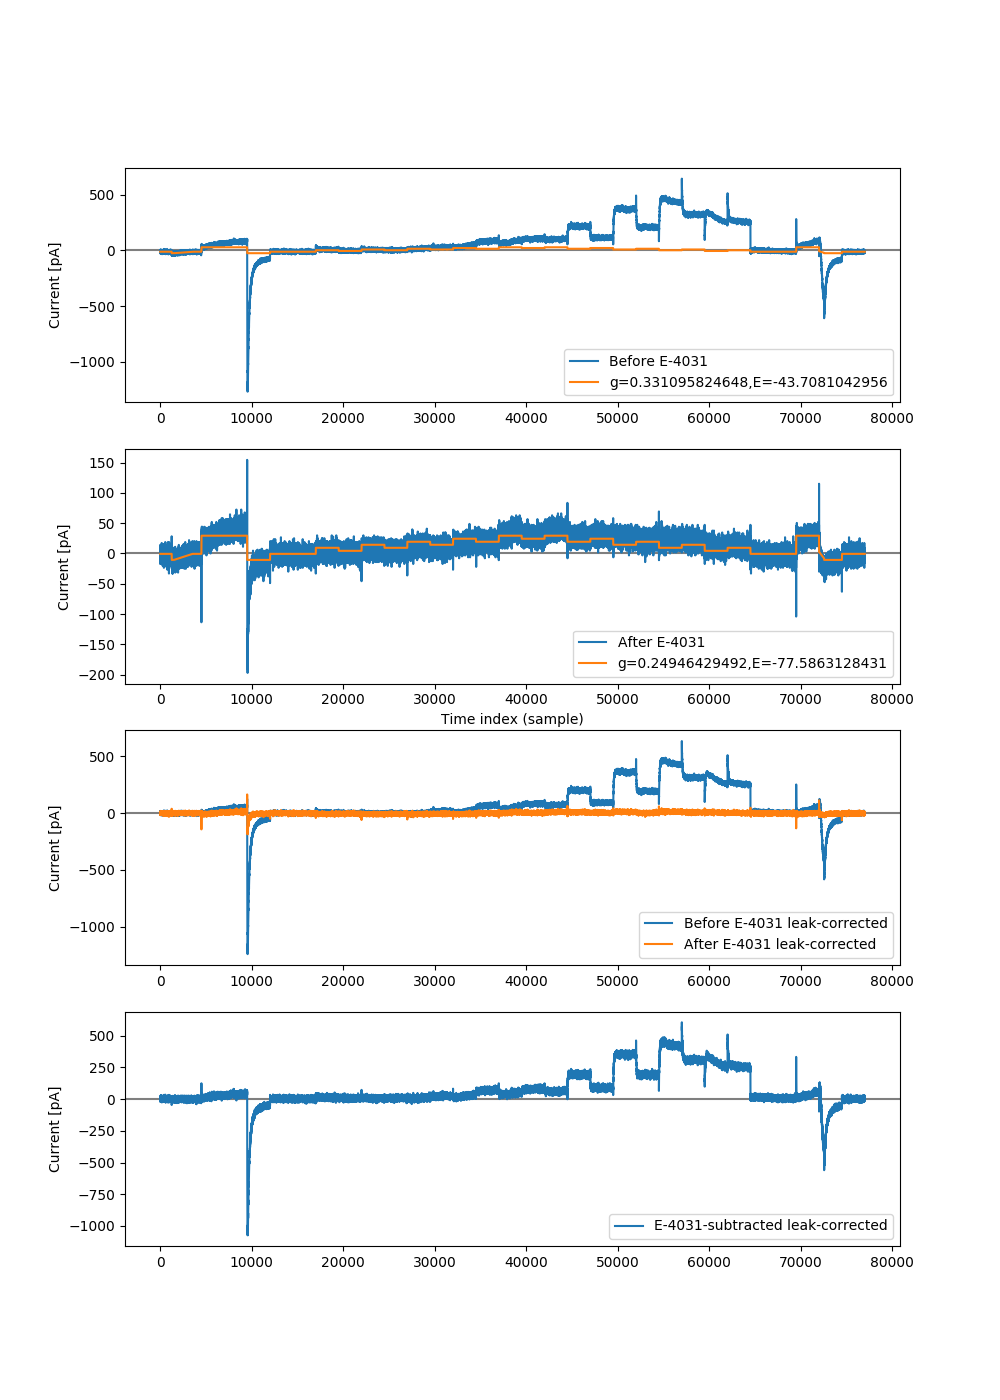 500
0
−500
−1000
Current [pA]
Before E-4031
g=0.331095824648,E=-43.7081042956
0 10000 20000 30000 40000 50000 60000 70000 80000
150
100
50
0
−50
−100
−150
−200
Current [pA]
After E-4031
g=0.24946429492,E=-77.5863128431
0 10000 20000 30000 40000 50000 60000 70000 80000
Time index (sample)
500
0
−500
−1000
Current [pA]
Before E-4031 leak-corrected
After E-4031 leak-corrected
0 10000 20000 30000 40000 50000 60000 70000 80000
500
250
0
−250
−500
−750
−1000
Current [pA]
E-4031-subtracted leak-corrected
0 10000 20000 30000 40000 50000 60000 70000 80000